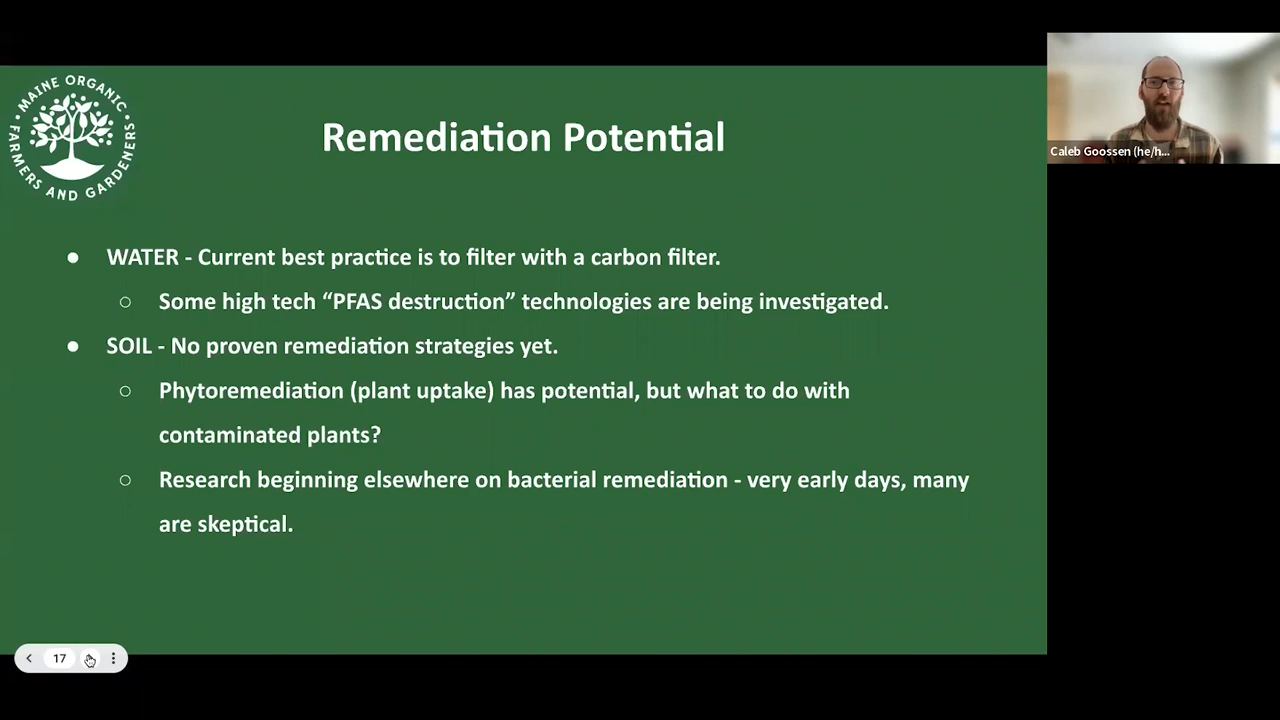 MAINE ORGANIC
FARMERS AND GARDENERS
Remediation Potential
WATER - Current best practice is to filter with a carbon filter.
Some high tech “PFAS destruction” technologies are being investigated.
SOIL - No proven remediation strategies yet.
Phytoremediation (plant uptake) has potential, but what to do with
contaminated plants?
Research beginning elsewhere on bacterial remediation - very early days, many
are skeptical.
Caleb Goossen (he/h...
17